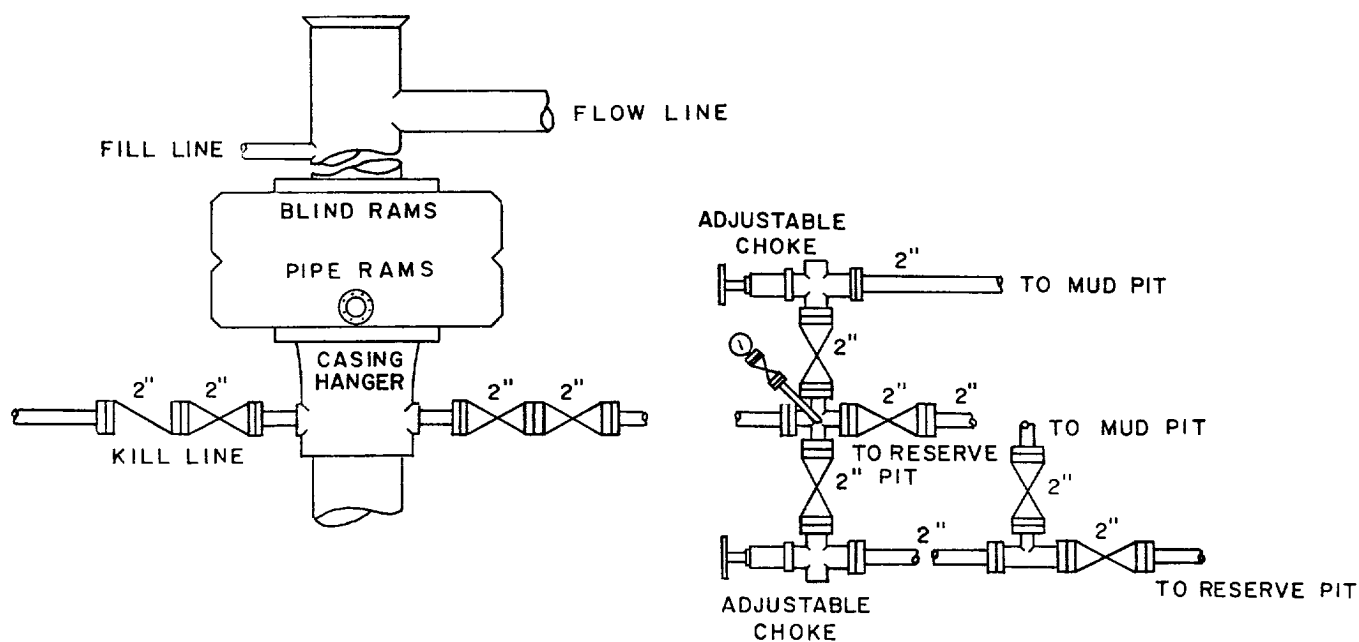 FLOW LINE
FILL LINE
BLIND RAMS
PIPE RAMS
CASING
HANGER
2" 2"
KILL LINE
2" 2"
ADJUSTABLE
CHOKE
2"
TO MUD PIT
2"
2" 2"
TO RESERVE
PIT
2"
TO MUD PIT
2"
2"
2"
TO RESERVE PIT
ADJUSTABLE
CHOKE